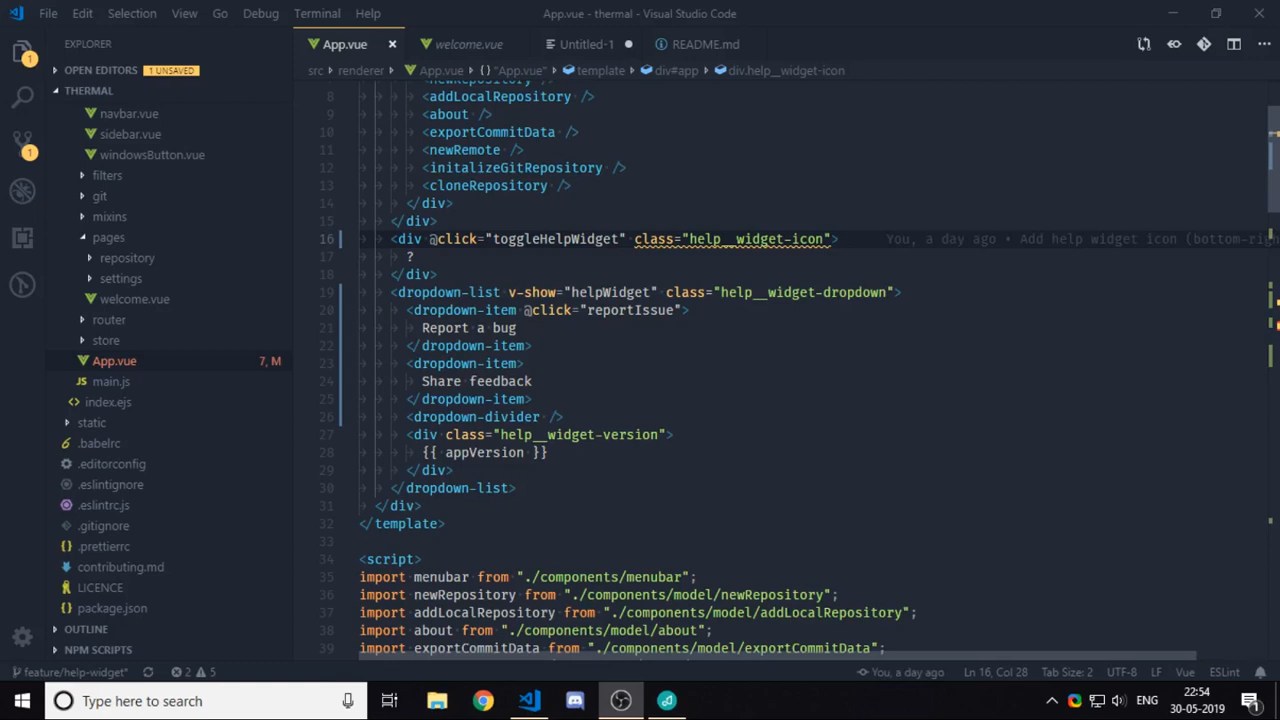 File Edit Selection View Go Debug Terminal Help
App.vue - thermal - Visual Studio Code
EXPLORER
App.vue
welcome.vue
Untitled-1
README.md
OPEN EDITORS 1 UNSAVED
src renderer App.vue {} "App.vue" template div#app div.help__widget-icon
THERMAL
navbar.vue
sidebar.vue
windowsButton.vue
filters
git
mixins
pages
repository
settings
welcome.vue
router
store
App.vue 7, M
main.js
index.ejs
static
.babelrc
.editorconfig
.eslintignore
.eslintrc.js
.gitignore
.prettierrc
contributing.md
LICENCE
package.json
OUTLINE
NPM SCRIPTS
1
1
8 <addLocalRepository />
9 <about />
10 <exportCommitData />
11 <newRemote />
12 <initalizeGitRepository />
13 <cloneRepository />
14 </div>
15 </div>
16 <div @click="toggleHelpWidget" class="help__widget-icon"> You, a day ago • Add help widget icon (bottom-rig
17 ?
18 </div>
19 <dropdown-list v-show="helpWidget" class="help__widget-dropdown">
20 <dropdown-item @click="reportIssue">
21 Report a bug
22 </dropdown-item>
23 <dropdown-item>
24 Share feedback
25 </dropdown-item>
26 <dropdown-divider />
27 <div class="help__widget-version">
28 {{ appVersion }}
29 </div>
30 </dropdown-list>
31 </div>
32 </template>
33
34 <script>
35 import menubar from "./components/menubar";
36 import newRepository from "./components/model/newRepository";
37 import addLocalRepository from "./components/model/addLocalRepository";
38 import about from "./components/model/about";
39 import exportCommitData from "./components/model/exportCommitData";
feature/help-widget* 2 5 You, a day ago Ln 16, Col 28 Tab Size: 2 UTF-8 LF Vue ESLint
Type here to search
ENG
22:54
30-05-2019
1